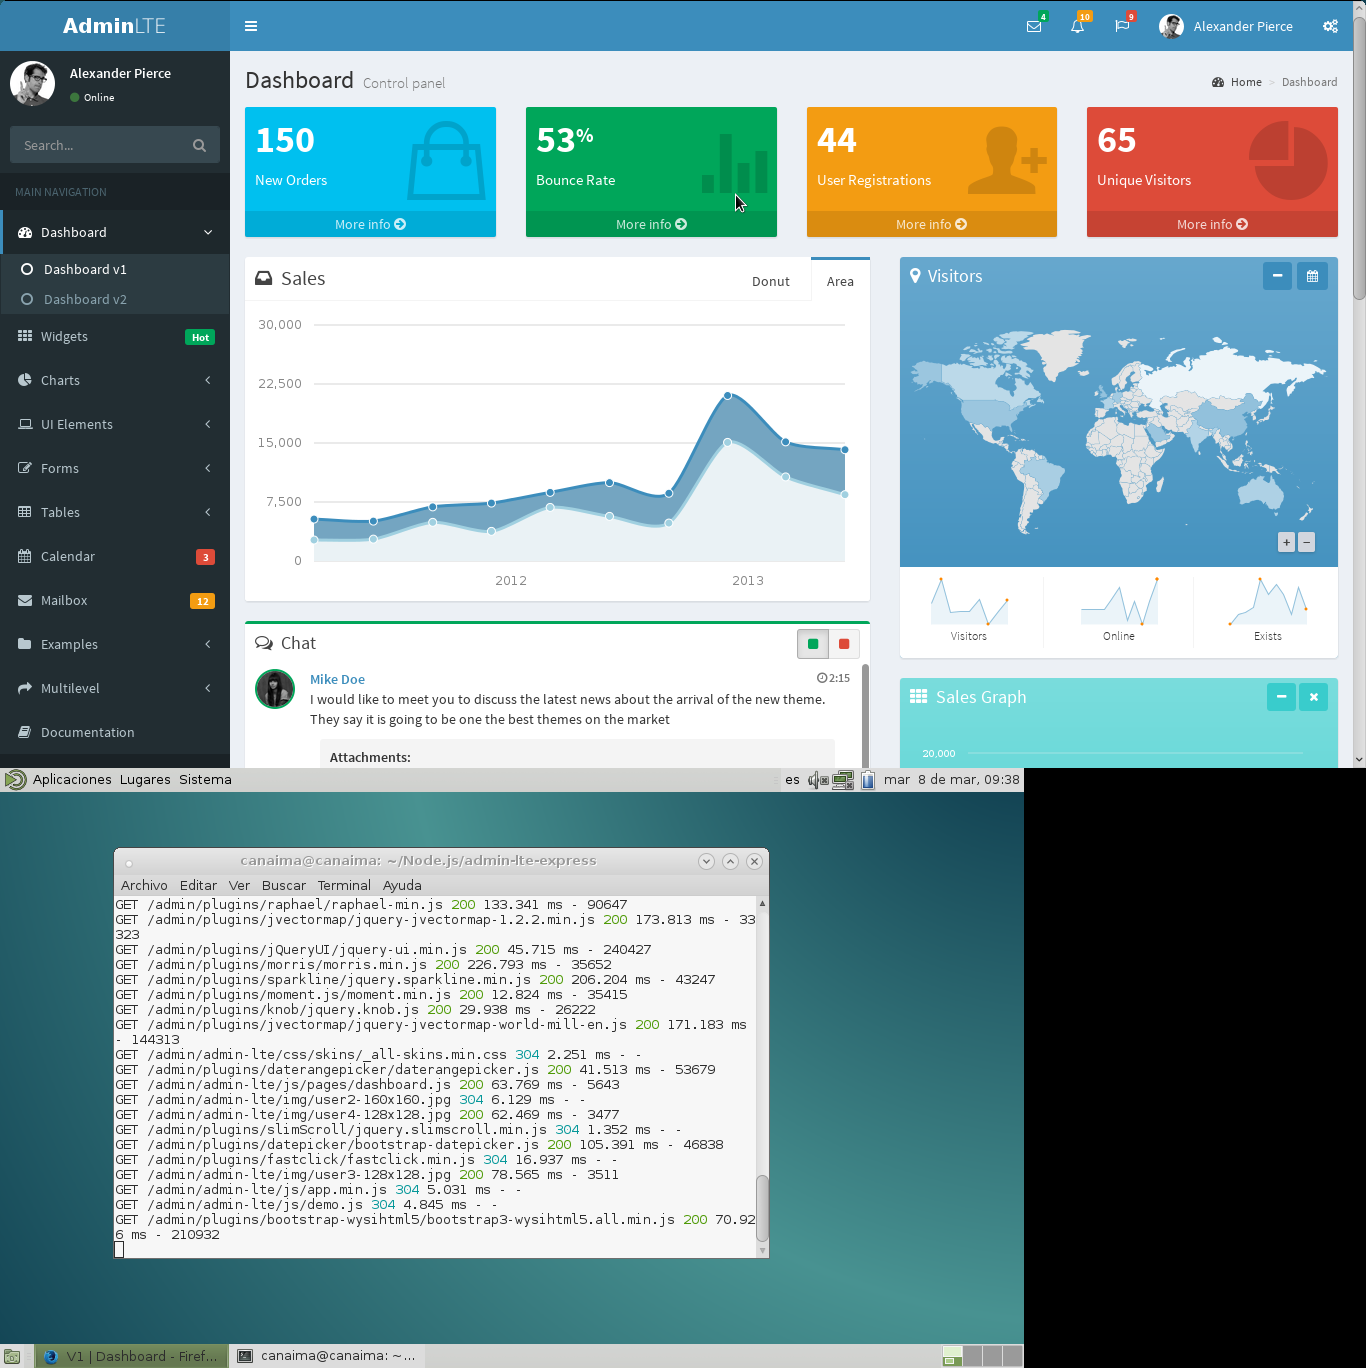 AdminLTE
4
10
9
Alexander Pierce
Alexander Pierce
Online
Search...
MAIN NAVIGATION
Dashboard
Dashboard v1
Dashboard v2
Widgets Hot
Charts
UI Elements
Forms
Tables
Calendar 3
Mailbox 12
Examples
Multilevel
Documentation
Dashboard Control panel
Home > Dashboard
150
New Orders
More info
53%
Bounce Rate
More info
44
User Registrations
More info
65
Unique Visitors
More info
Sales
Donut
Area
30,000
22,500
15,000
7,500
0
2012
2013
Visitors
+
−
Visitors
Online
Exists
Chat
Mike Doe
2:15
I would like to meet you to discuss the latest news about the arrival of the new theme.
They say it is going to be one the best themes on the market
Attachments:
Sales Graph
20,000
Aplicaciones Lugares Sistema
es
mar 8 de mar, 09:38
canaima@canaima: ~/Node.js/admin-lte-express
Archivo Editar Ver Buscar Terminal Ayuda
GET /admin/plugins/raphael/raphael-min.js 200 133.341 ms - 90647
GET /admin/plugins/jvectormap/jquery-jvectormap-1.2.2.min.js 200 173.813 ms - 33
323
GET /admin/plugins/jQueryUI/jquery-ui.min.js 200 45.715 ms - 240427
GET /admin/plugins/morris/morris.min.js 200 226.793 ms - 35652
GET /admin/plugins/sparkline/jquery.sparkline.min.js 200 206.204 ms - 43247
GET /admin/plugins/moment.js/moment.min.js 200 12.824 ms - 35415
GET /admin/plugins/knob/jquery.knob.js 200 29.938 ms - 26222
GET /admin/plugins/jvectormap/jquery-jvectormap-world-mill-en.js 200 171.183 ms
- 144313
GET /admin/admin-lte/css/skins/_all-skins.min.css 304 2.251 ms - -
GET /admin/plugins/daterangepicker/daterangepicker.js 200 41.513 ms - 53679
GET /admin/admin-lte/js/pages/dashboard.js 200 63.769 ms - 5643
GET /admin/admin-lte/img/user2-160x160.jpg 304 6.129 ms - -
GET /admin/admin-lte/img/user4-128x128.jpg 200 62.469 ms - 3477
GET /admin/plugins/slimScroll/jquery.slimscroll.min.js 304 1.352 ms - -
GET /admin/plugins/datepicker/bootstrap-datepicker.js 200 105.391 ms - 46838
GET /admin/plugins/fastclick/fastclick.min.js 304 16.937 ms - -
GET /admin/admin-lte/img/user3-128x128.jpg 200 78.565 ms - 3511
GET /admin/admin-lte/js/app.min.js 304 5.031 ms - -
GET /admin/admin-lte/js/demo.js 304 4.845 ms - -
GET /admin/plugins/bootstrap-wysihtml5/bootstrap3-wysihtml5.all.min.js 200 70.92
6 ms - 210932
V1 | Dashboard - Firef...
canaima@canaima: ~...